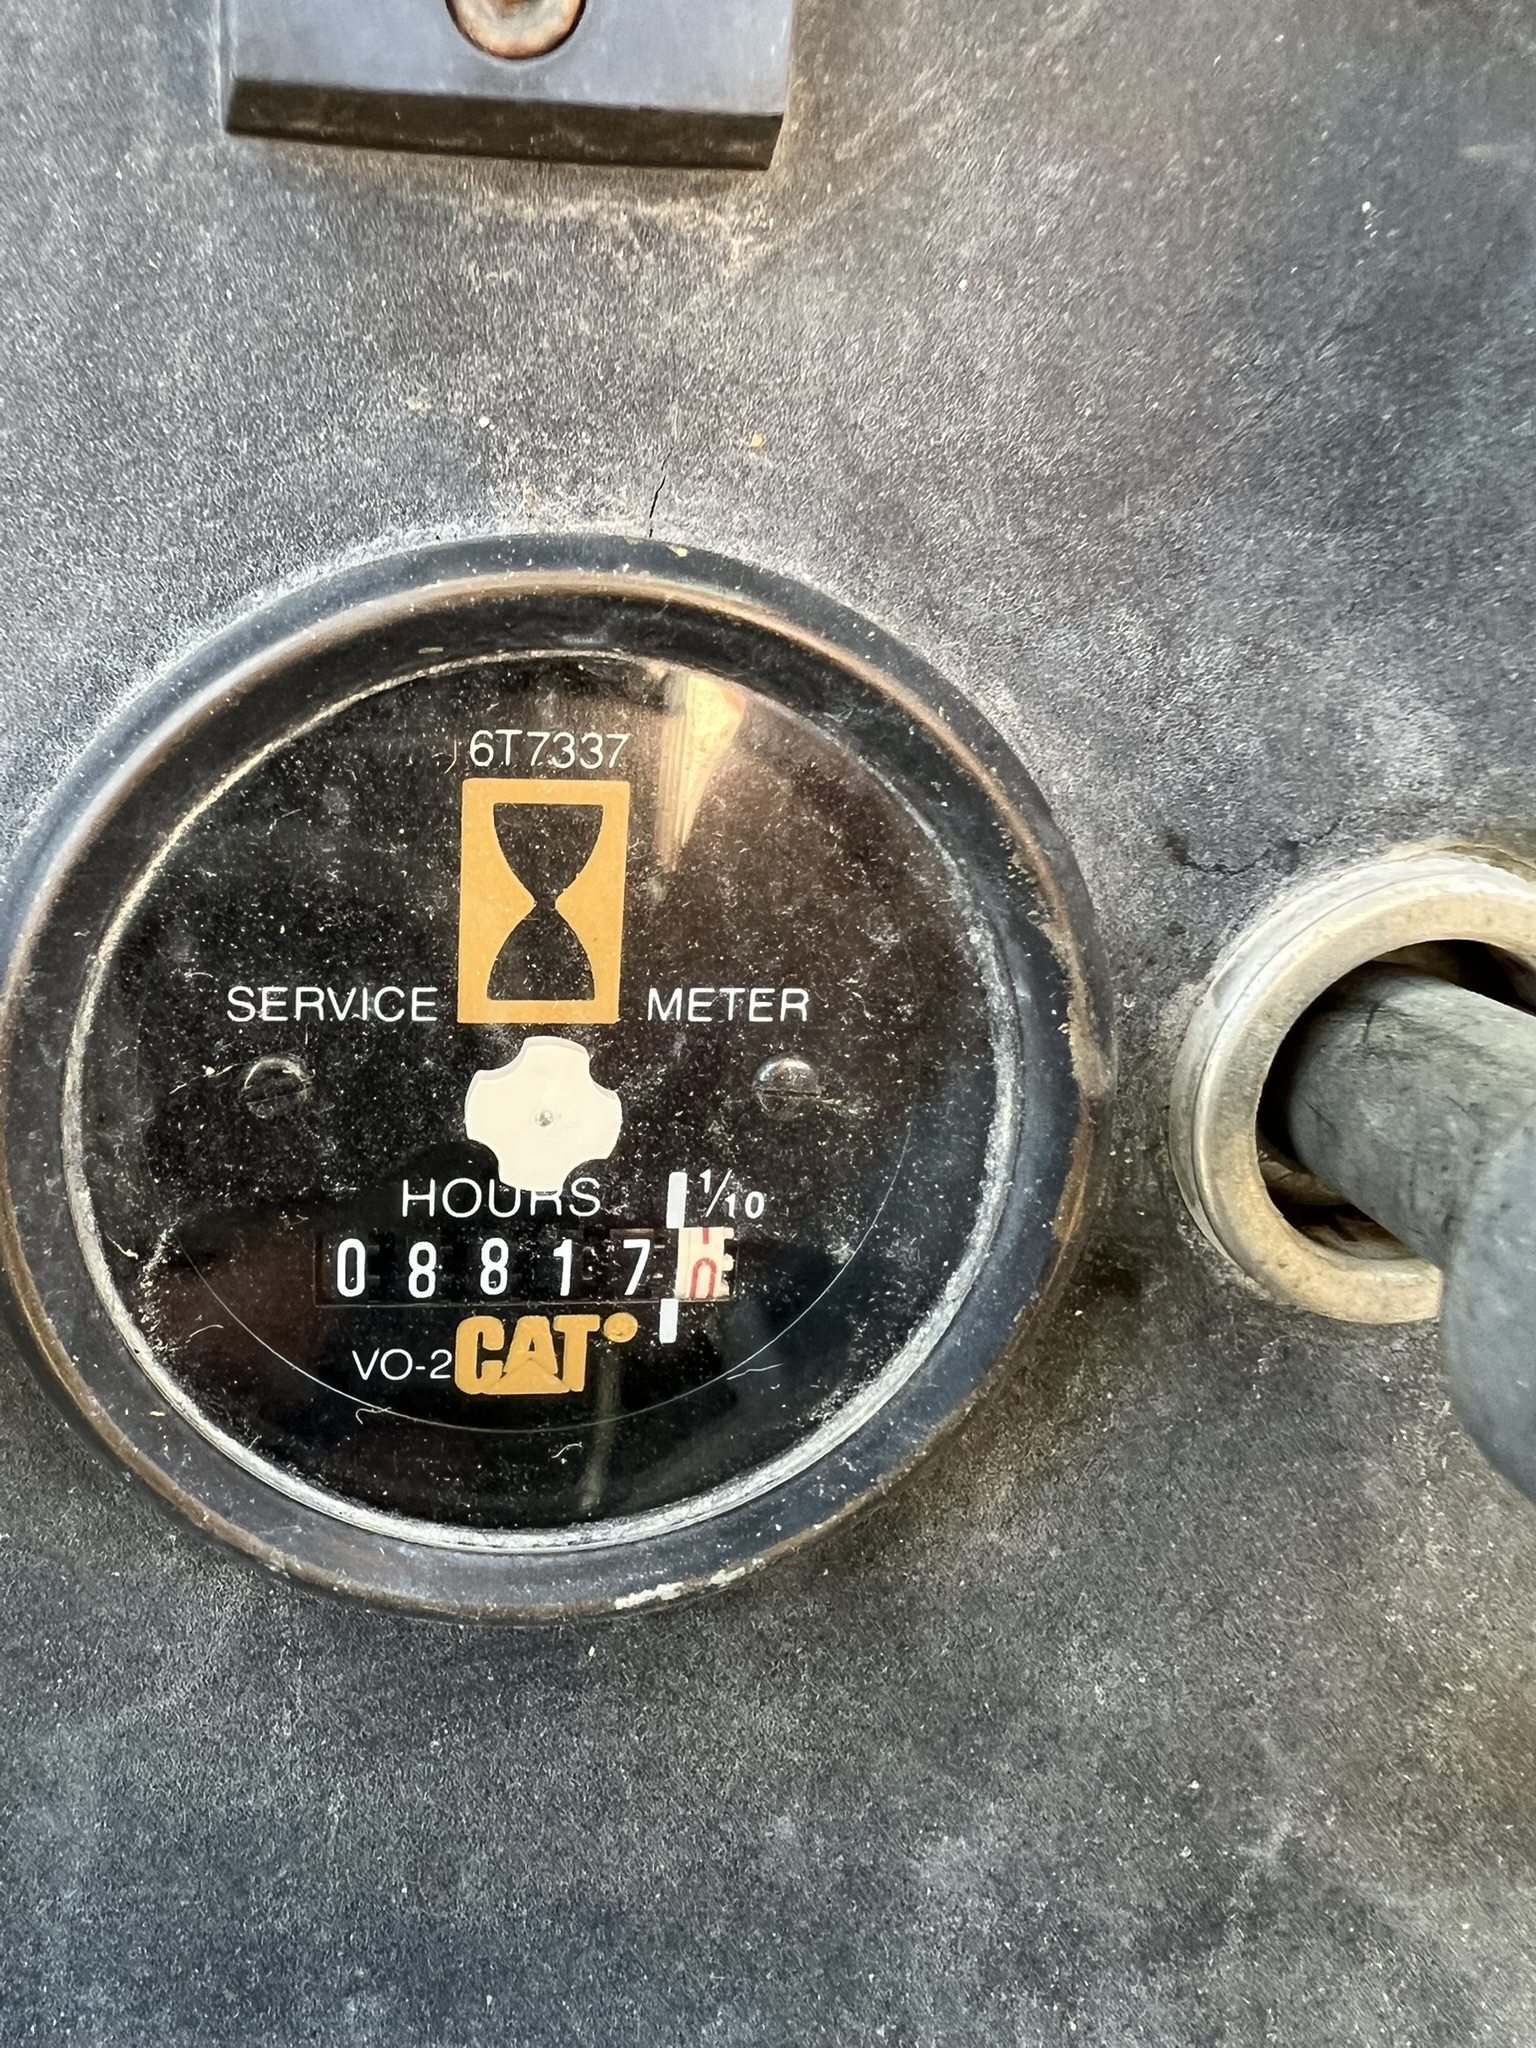 6T7337
SERVICE METER
HOURS 1/10
08817
VO-2 CAT